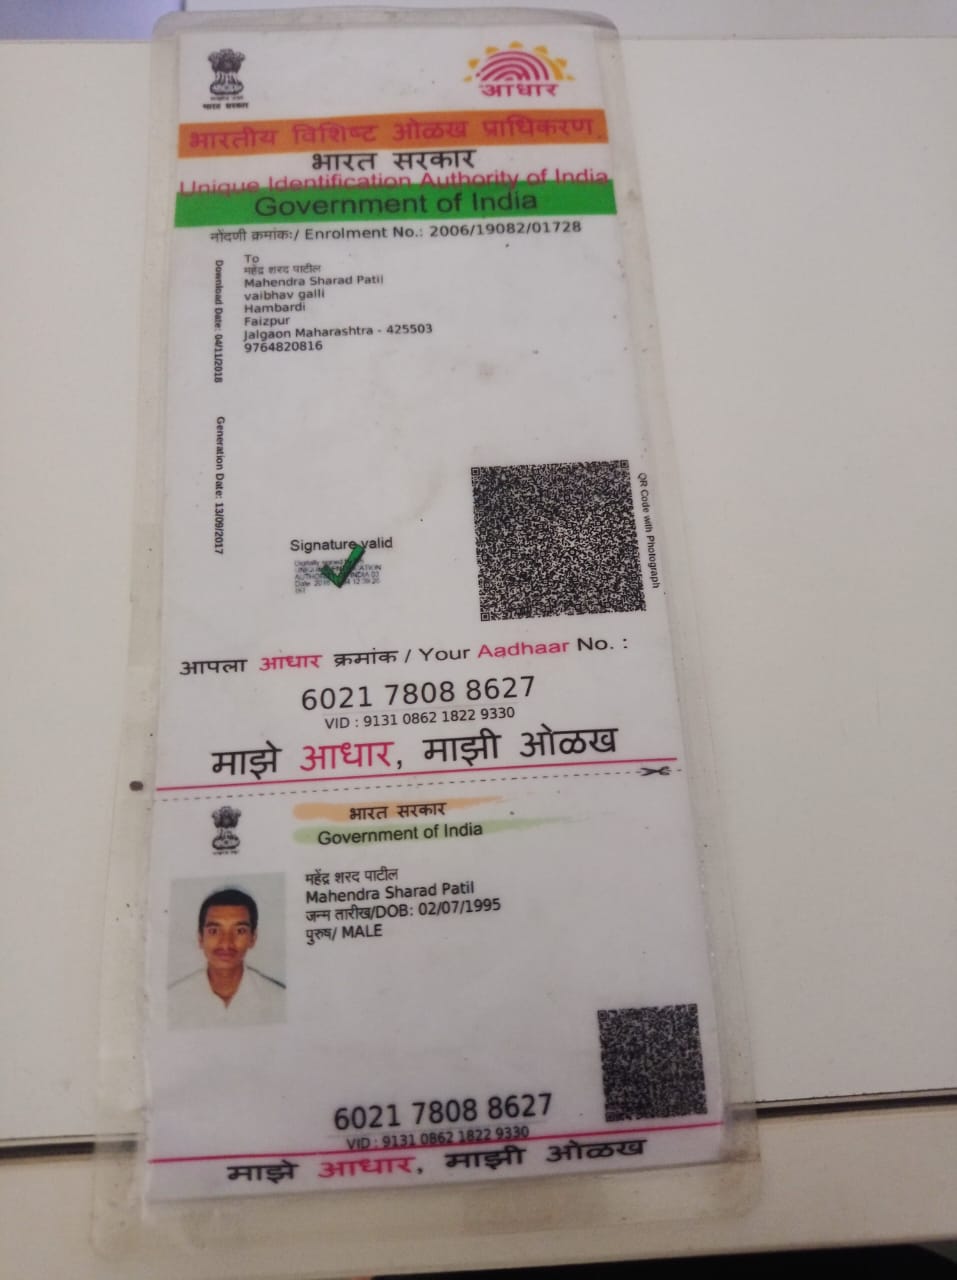 भारत सरकार
आधार
भारतीय विशिष्ट ओळख प्राधिकरण
भारत सरकार
Unique Identification Authority of India
Government of India
नोंदणी क्रमांक:/ Enrolment No.: 2006/19082/01728
To
महेंद्र शरद पाटील
Mahendra Sharad Patil
vaibhav galli
Hambardi
Faizpur
Jalgaon Maharashtra - 425503
9764820816
Download Date: 04/11/2018
Generation Date: 13/09/2017
QR Code with Photograph
Signature valid
Digitally signed
आपला आधार क्रमांक / Your Aadhaar No. :
6021 7808 8627
VID : 9131 0862 1822 9330
माझे आधार, माझी ओळख
भारत सरकार
Government of India
महेंद्र शरद पाटील
Mahendra Sharad Patil
जन्म तारीख/DOB: 02/07/1995
पुरुष/ MALE
6021 7808 8627
VID : 9131 0862 1822 9330
माझे आधार, माझी ओळख